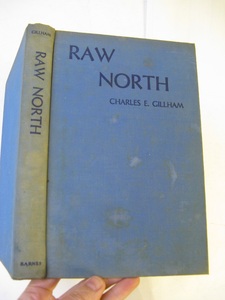 GILLHAM
RAW NORTH
BARNES
RAW
NORTH
CHARLES E. GILLHAM